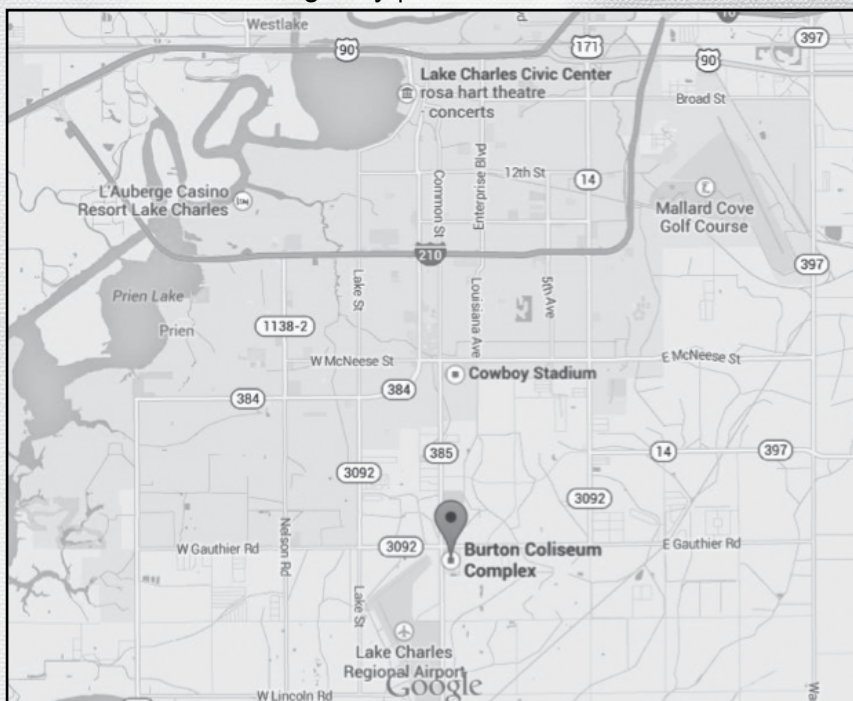 Westlake
10
397
90
171
90
Lake Charles Civic Center
rosa hart theatre
concerts
Broad St
Common St
Enterprise Blvd
12th St
14
L'Auberge Casino
Resort Lake Charles
Mallard Cove
Golf Course
210
397
Prien Lake
Prien
Lake St
Louisiana Ave
5th Ave
1138-2
W McNeese St
E McNeese St
Cowboy Stadium
384
384
385
14
397
3092
3092
Nelson Rd
W Gauthier Rd
3092
Burton Coliseum
Complex
E Gauthier Rd
Lake St
Lake Charles
Regional Airport
Google
W Lincoln Rd